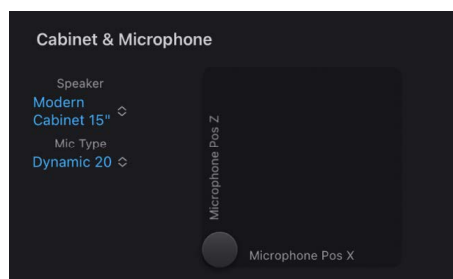 Cabinet & Microphone
Speaker
Modern
Cabinet 15"
Mic Type
Dynamic 20
Microphone Pos Z
Microphone Pos X